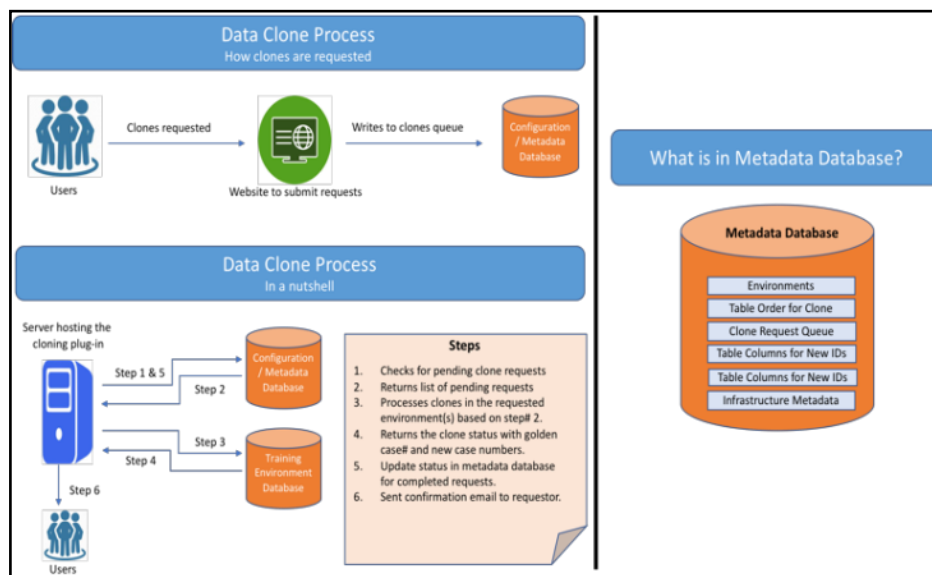 Data Clone Process
How clones are requested
Clones requested
Writes to clones queue
Configuration
/ Metadata
Database
Users
Website to submit requests
Data Clone Process
In a nutshell
Server hosting the
cloning plug-in
Step 1 & 5
Step 2
Configuration
/ Metadata
Database
Step 3
Step 4
Training
Environment
Database
Step 6
Users
Steps
1. Checks for pending clone requests
2. Returns list of pending requests
3. Processes clones in the requested
environment(s) based on step# 2.
4. Returns the clone status with golden
case# and new case numbers.
5. Update status in metadata database
for completed requests.
6. Sent confirmation email to requestor.
What is in Metadata Database?
Metadata Database
Environments
Table Order for Clone
Clone Request Queue
Table Columns for New IDs
Table Columns for New IDs
Infrastructure Metadata